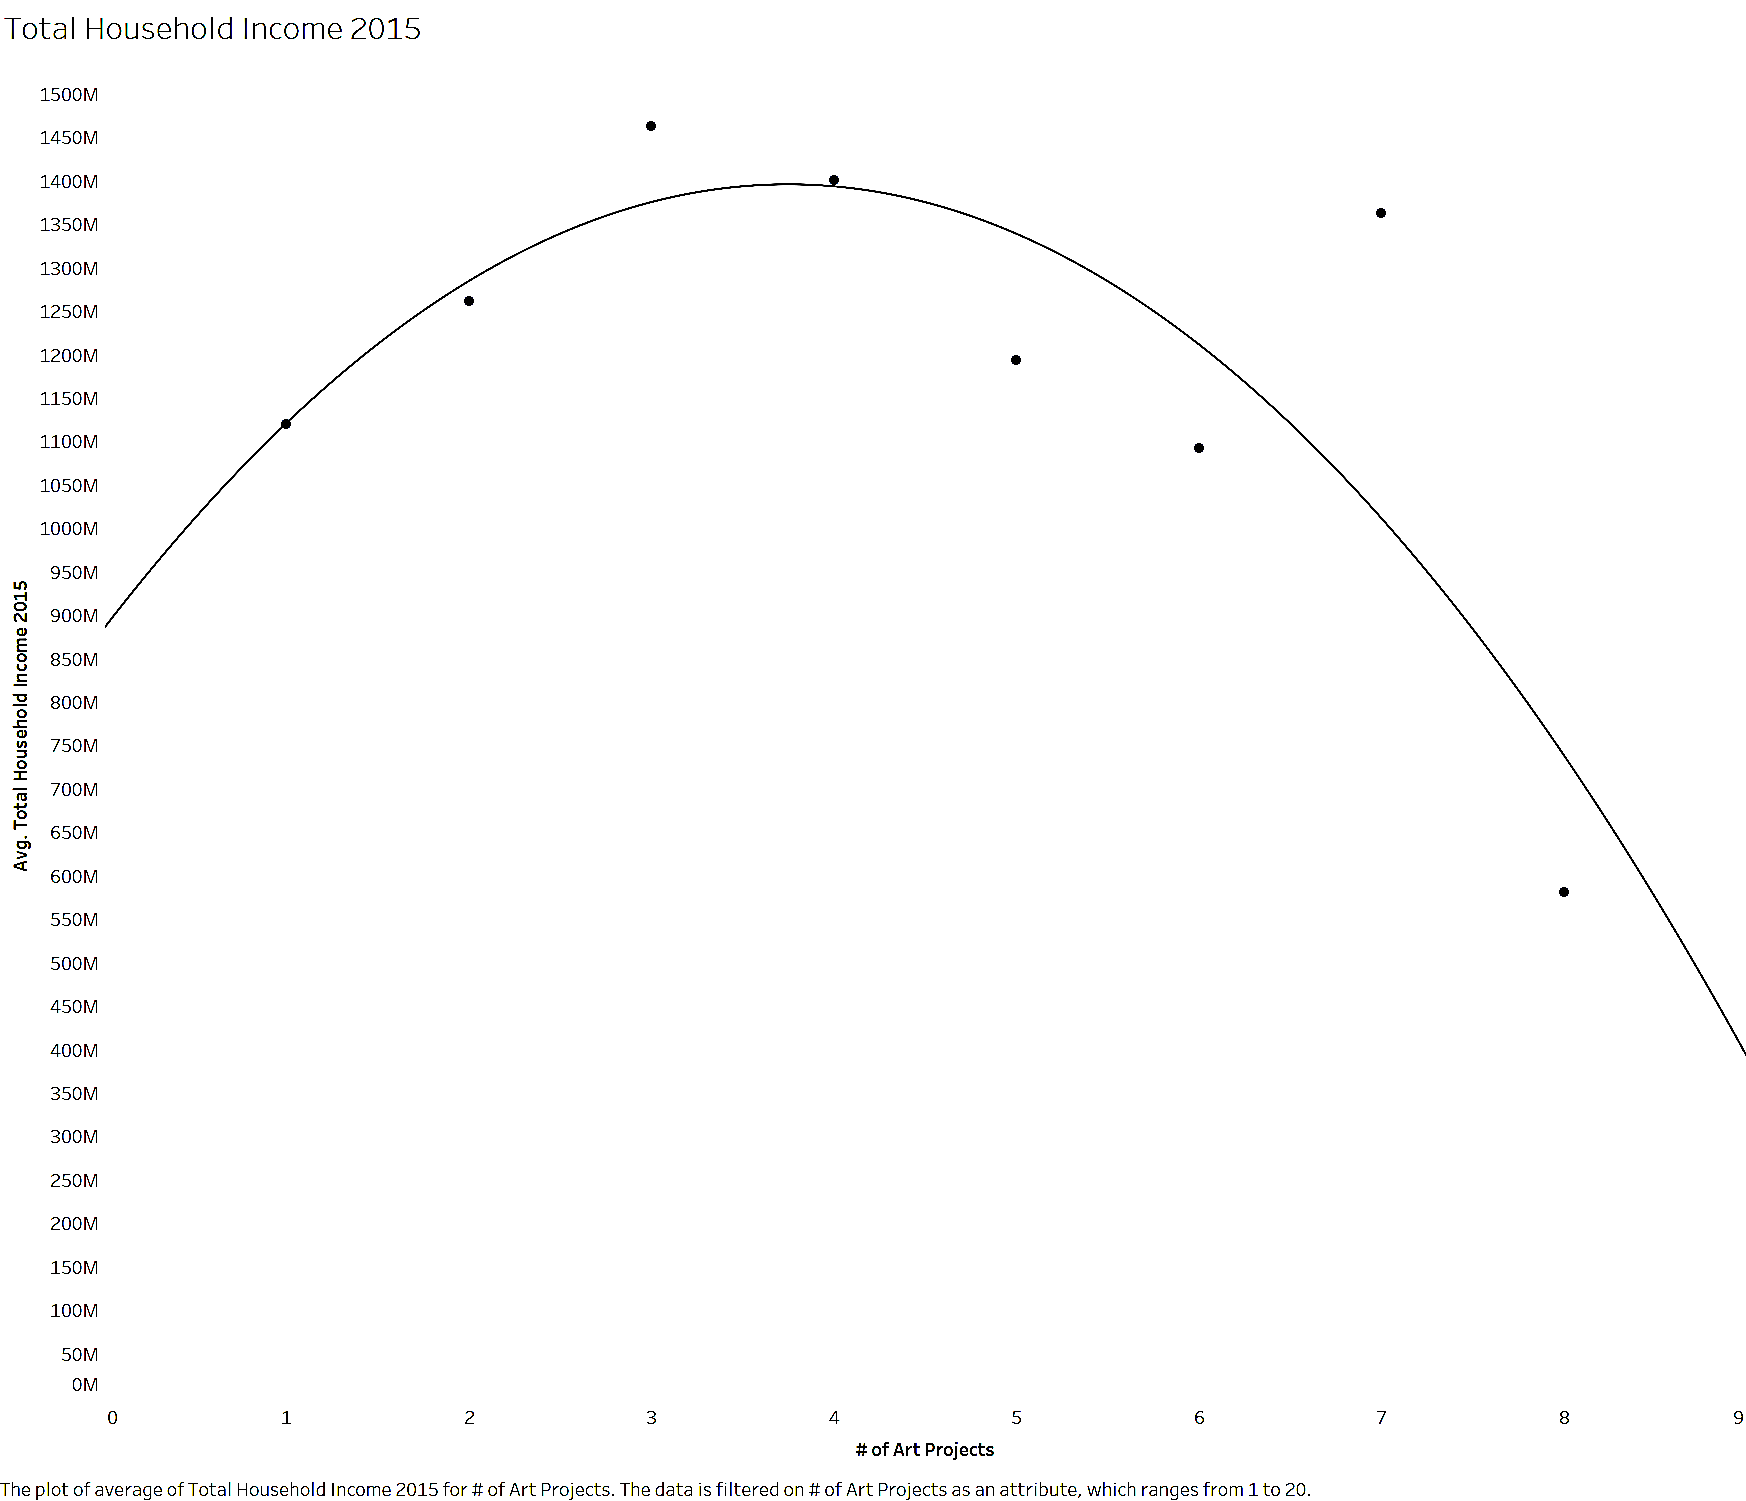 Total Household Income 2015
1500M
1450M
1400M
1350M
1300M
1250M
1200M
1150M
1100M
1050M
1000M
950M
900M
850M
800M
750M
700M
650M
600M
550M
500M
450M
400M
350M
300M
250M
200M
150M
100M
50M
0M
Avg. Total Household Income 2015
0 1 2 3 4 5 6 7 8 9
# of Art Projects
The plot of average of Total Household Income 2015 for # of Art Projects. The data is filtered on # of Art Projects as an attribute, which ranges from 1 to 20.